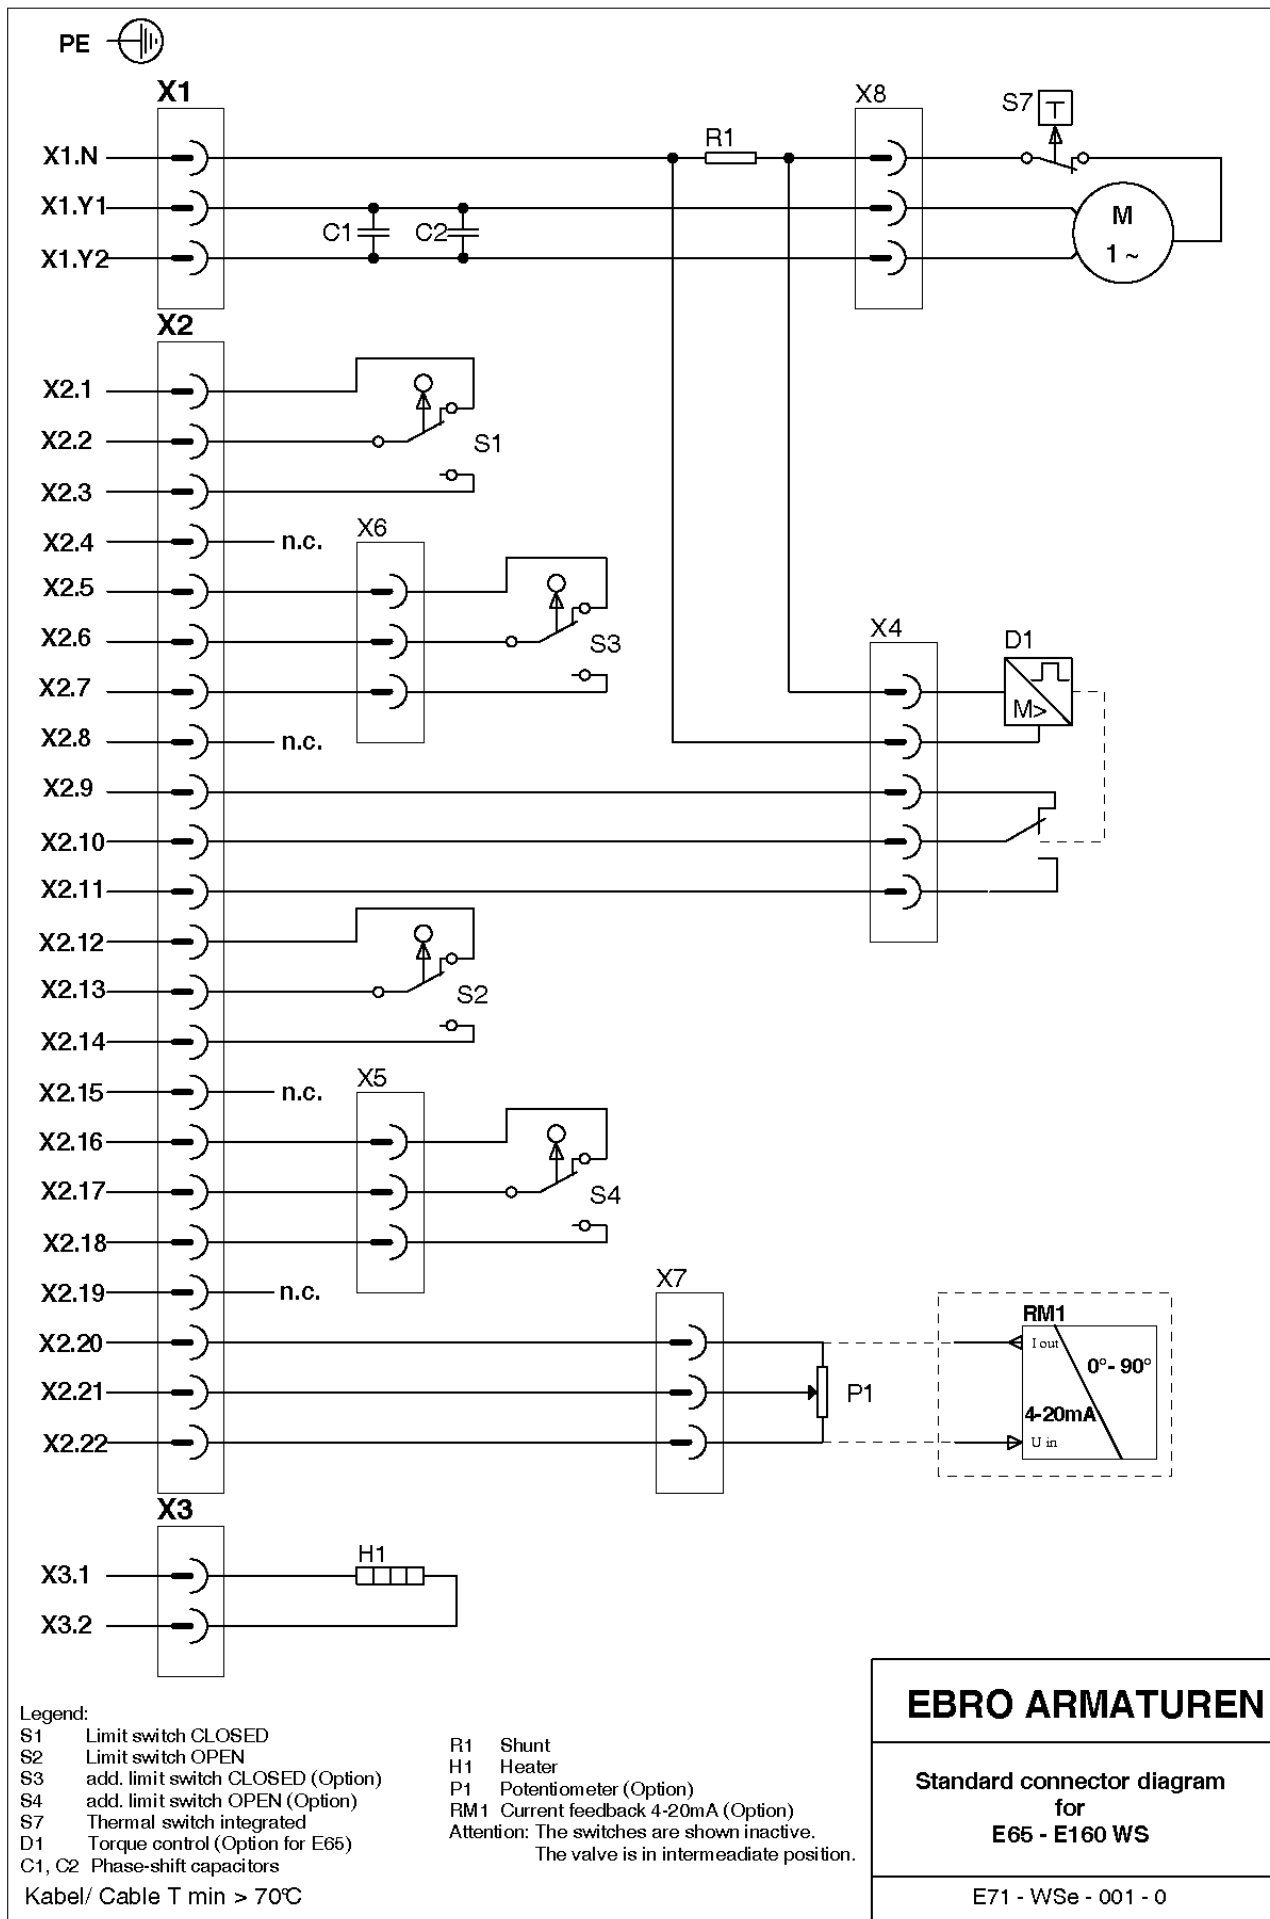 PE
X1
X8
S7
T
X1.N
R1
X1.Y1
C1
C2
M
1 ~
X1.Y2
X2
X2.1
X2.2
S1
X2.3
X2.4
n.c.
X6
X2.5
X2.6
S3
X4
D1
X2.7
M>
X2.8
n.c.
X2.9
X2.10
X2.11
X2.12
X2.13
S2
X2.14
X2.15
n.c.
X5
X2.16
X2.17
S4
X2.18
X2.19
n.c.
X7
RM1
X2.20
I out
0°- 90°
X2.21
P1
4-20mA
X2.22
U in
X3
X3.1
H1
X3.2
Legend:
S1 Limit switch CLOSED
S2 Limit switch OPEN
S3 add. limit switch CLOSED (Option)
S4 add. limit switch OPEN (Option)
S7 Thermal switch integrated
D1 Torque control (Option for E65)
C1, C2 Phase-shift capacitors
Kabel/ Cable T min > 70°C
R1 Shunt
H1 Heater
P1 Potentiometer (Option)
RM1 Current feedback 4-20mA (Option)
Attention: The switches are shown inactive.
The valve is in intermeadiate position.
EBRO ARMATUREN
Standard connector diagram
for
E65 - E160 WS
E71 - WSe - 001 - 0